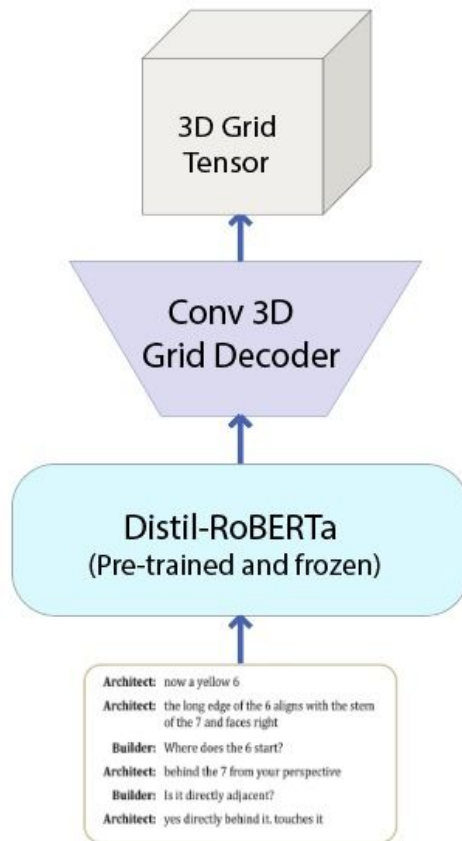 3D Grid
Tensor
Conv 3D
Grid Decoder
Distil-RoBERTa
(Pre-trained and frozen)
Architect: now a yellow 6
Architect: the long edge of the 6 aligns with the stem
of the 7 and faces right
Builder: Where does the 6 start?
Architect: behind the 7 from your perspective
Builder: Is it directly adjacent?
Architect: yes directly behind it. touches it